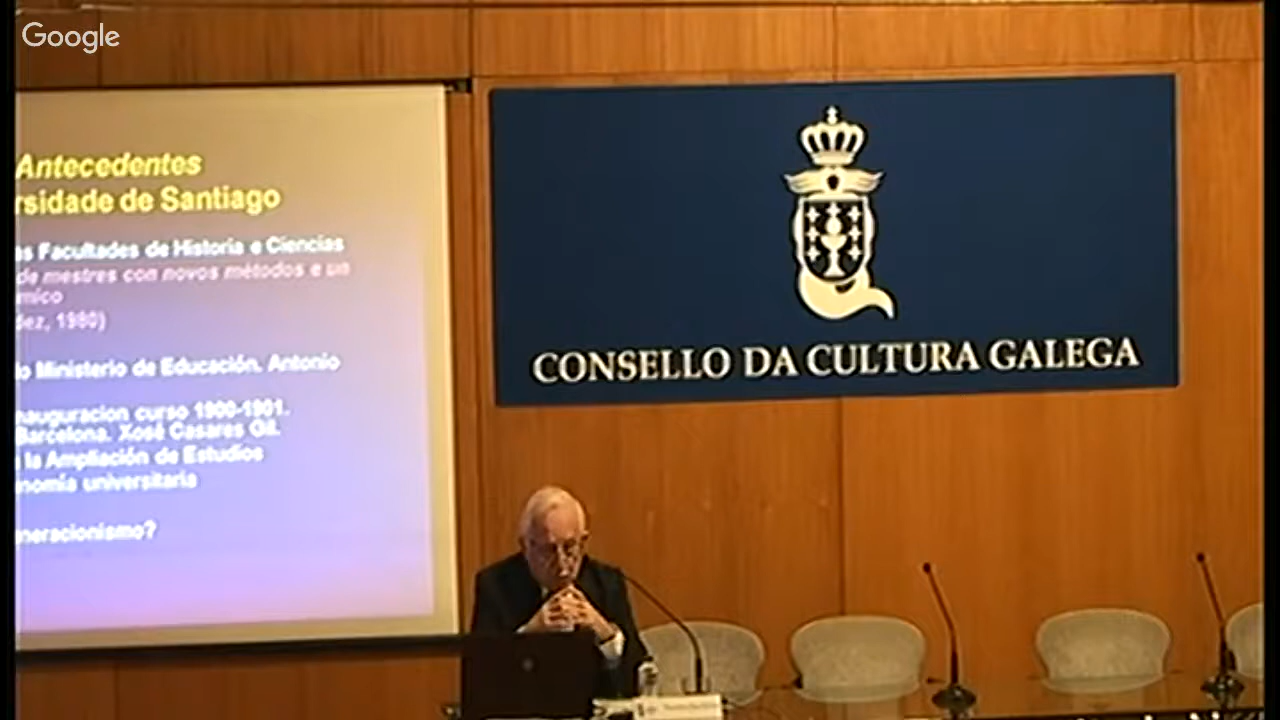 Google
Antecedentes
rsidade de Santiago
as Facultades de Historia e Ciencias
de mestres con novos métodos e un
mico
dez, 1980)
lo Ministerio de Educación. Antonio
nauguracion curso 1900-1901.
Barcelona. Xosé Casares Gil.
la Ampliación de Estudios
nomía universitaria
neracionismo?
CONSELLO DA CULTURA GALEGA